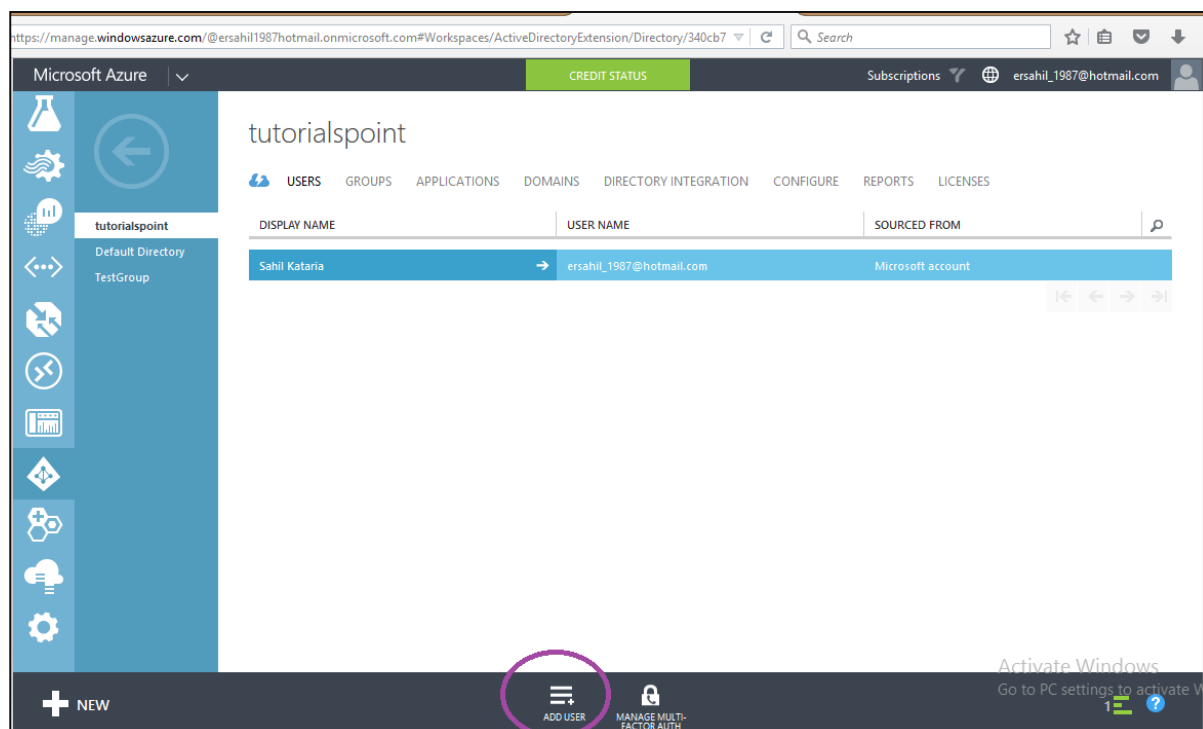 https://manage.windowsazure.com/@ersahil1987hotmail.onmicrosoft.com#Workspaces/ActiveDirectoryExtension/Directory/340cb7
Search
Microsoft Azure
CREDIT STATUS
Subscriptions
ersahil_1987@hotmail.com
tutorialspoint
USERS GROUPS APPLICATIONS DOMAINS DIRECTORY INTEGRATION CONFIGURE REPORTS LICENSES
tutorialspoint
Default Directory
TestGroup
DISPLAY NAME USER NAME SOURCED FROM
Sahil Kataria ersahil_1987@hotmail.com Microsoft account
Activate Windows
Go to PC settings to activate W
NEW
ADD USER
MANAGE MULTI-
FACTOR AUTH
1
?